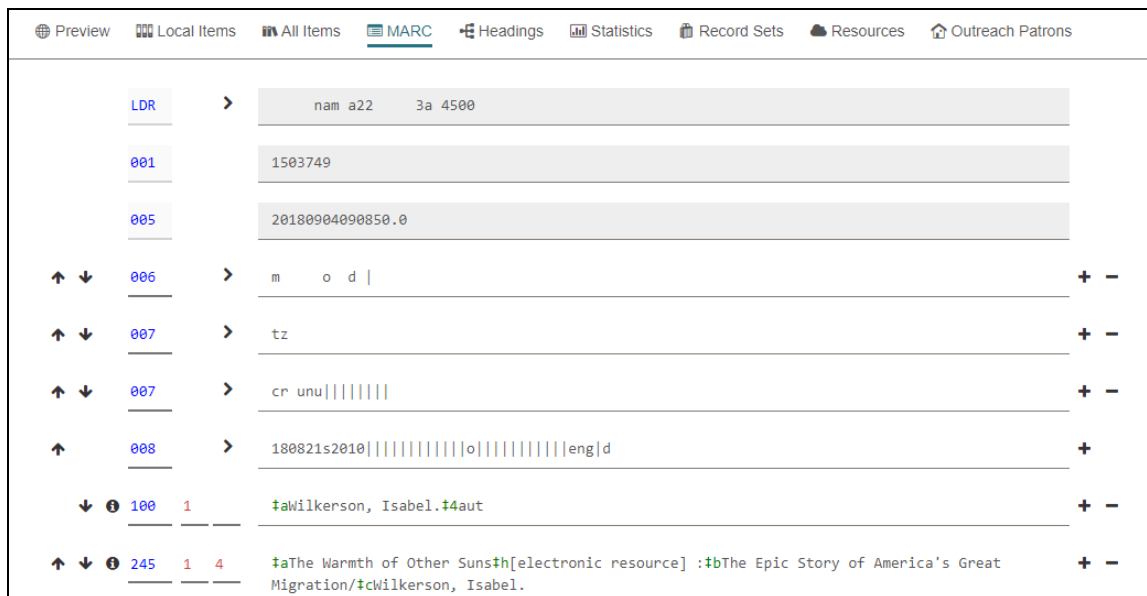 Preview Local Items All Items MARC Headings Statistics Record Sets Resources Outreach Patrons
LDR nam a22     3a 4500
001 1503749
005 20180904090850.0
006 m     o  d |
007 tz
007 cr unu||||||||
008 180821s2010||||||||||||o|||||||||||eng|d
100 1 ‡aWilkerson, Isabel.‡4aut
245 1 4 ‡aThe Warmth of Other Suns‡h[electronic resource] :‡bThe Epic Story of America's Great
Migration/‡cWilkerson, Isabel.